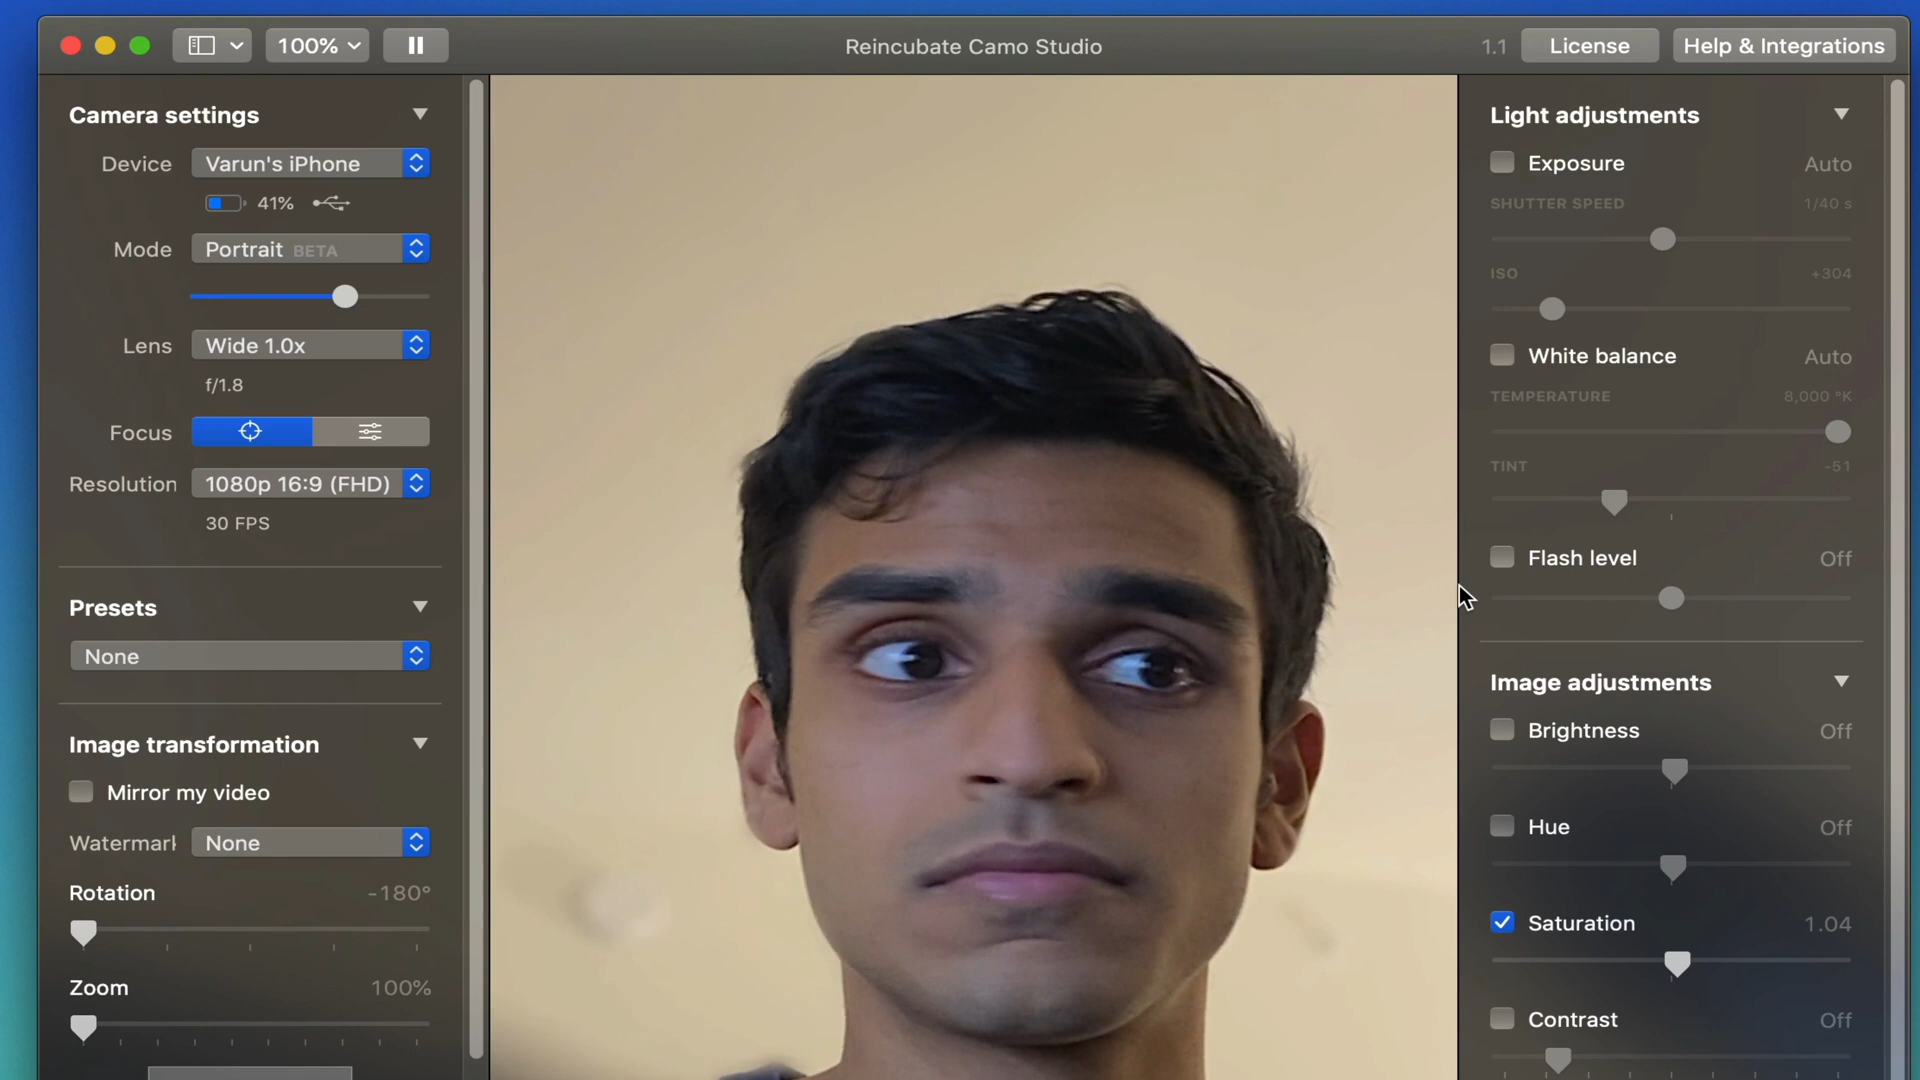 100%
Reincubate Camo Studio
1.1
License
Help & Integrations
Camera settings
Device
Varun's iPhone
41%
Mode
Portrait BETA
Lens
Wide 1.0x
f/1.8
Focus
Resolution
1080p 16:9 (FHD)
30 FPS
Presets
None
Image transformation
Mirror my video
Watermark
None
Rotation
-180°
Zoom
100%
Light adjustments
Exposure
Auto
SHUTTER SPEED
1/40 s
ISO
+304
White balance
Auto
TEMPERATURE
8,000 °K
TINT
-51
Flash level
Off
Image adjustments
Brightness
Off
Hue
Off
Saturation
1.04
Contrast
Off